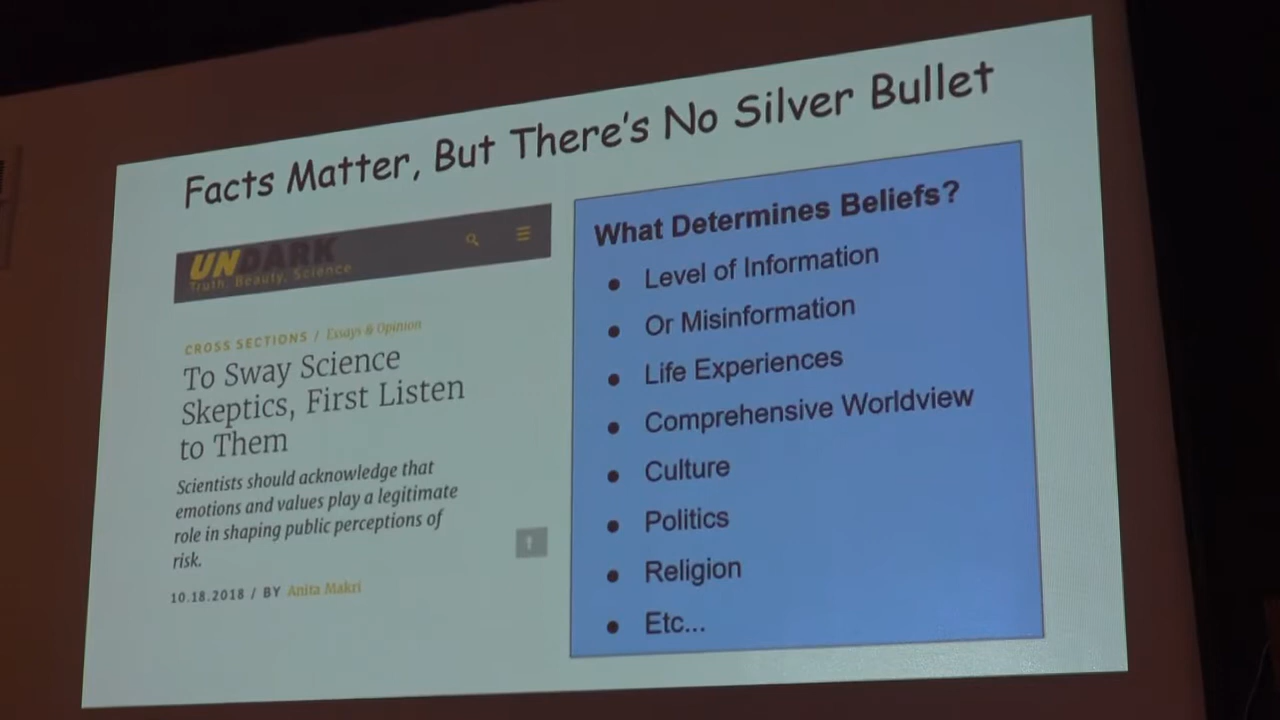 Facts Matter, But There's No Silver Bullet
UNDARK
Truth, Beauty, Science
CROSS SECTIONS / Essays & Opinion
To Sway Science
Skeptics, First Listen
to Them
Scientists should acknowledge that
emotions and values play a legitimate
role in shaping public perceptions of
risk.
10.18.2018 / BY Anita Makri
What Determines Beliefs?
● Level of Information
● Or Misinformation
● Life Experiences
● Comprehensive Worldview
● Culture
● Politics
● Religion
● Etc...